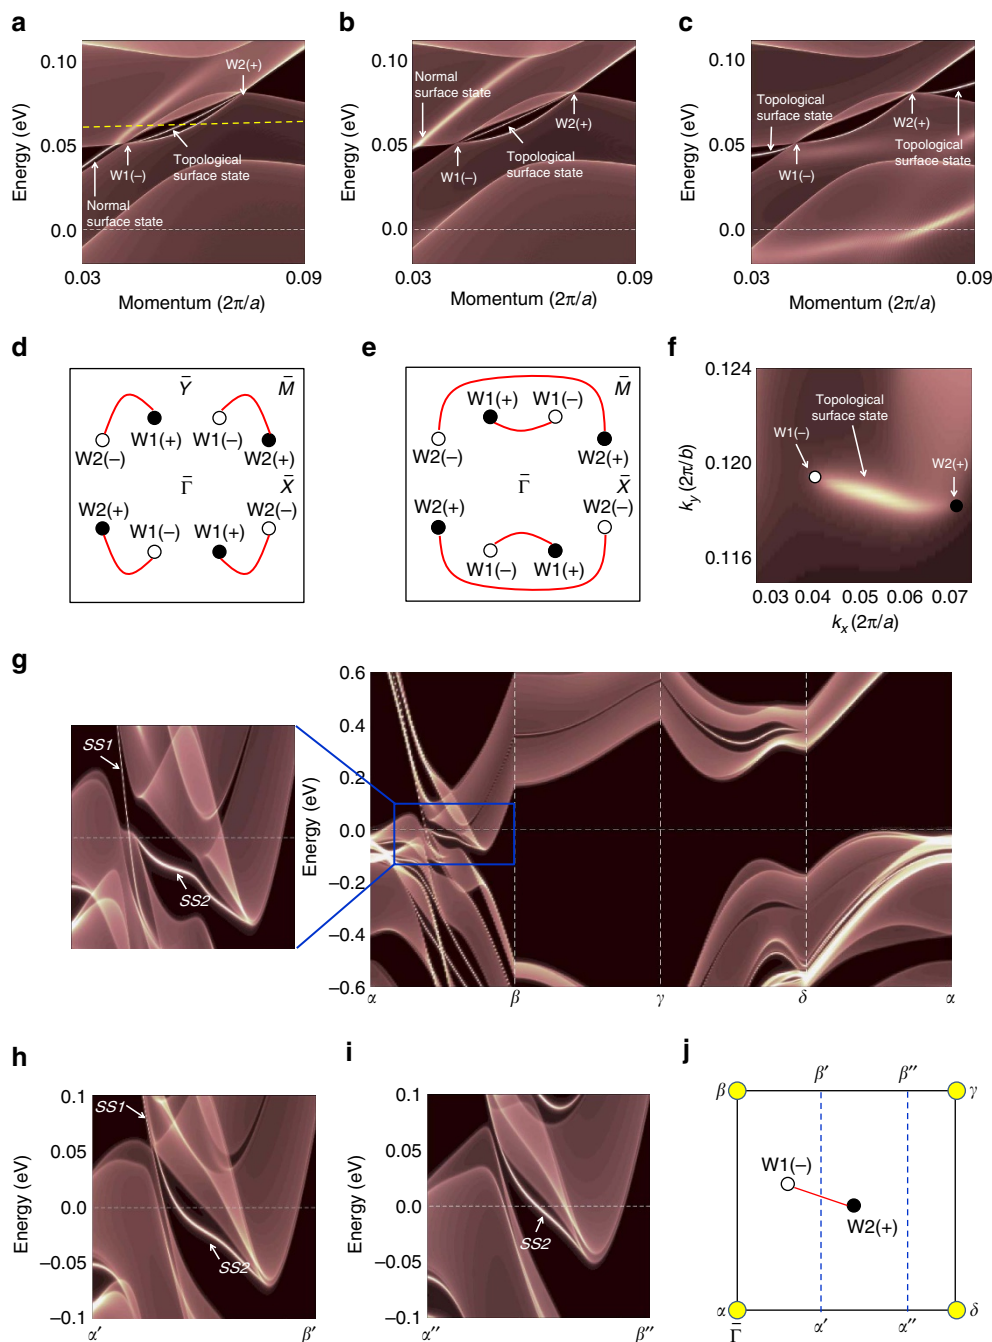 a
Energy (eV)
0.10
0.05
0.0
0.03
0.09
Momentum (2π/a)
W2(+)
W1(−)
Topological
surface state
Normal
surface state
b
Energy (eV)
0.10
0.05
0.0
0.03
0.09
Momentum (2π/a)
Normal
surface state
W2(+)
W1(−)
Topological
surface state
c
Energy (eV)
0.10
0.05
0.0
0.03
0.09
Momentum (2π/a)
Topological
surface state
W2(+)
W1(−)
Topological
surface state
d
Ȳ
M̄
W1(+) W1(−)
W2(−)
W2(+)
Γ̄
X̄
W2(+)
W2(−)
W1(−) W1(+)
e
M̄
W1(+)
W1(−)
W2(−)
W2(+)
Γ̄
X̄
W2(+)
W2(−)
W1(−)
W1(+)
f
0.124
0.120
0.116
k_y (2π/b)
Topological
surface state
W1(−)
W2(+)
0.03 0.04 0.05 0.06 0.07
k_x (2π/a)
g
SS1
SS2
Energy (eV)
0.6
0.4
0.2
0.0
−0.2
−0.4
−0.6
α β γ δ α
h
Energy (eV)
0.1
0.05
0.0
−0.05
−0.1
SS1
SS2
α′ β′
i
Energy (eV)
0.1
0.05
0.0
−0.05
−0.1
SS2
α″ β″
j
β′ β″
β γ
W1(−)
W2(+)
α δ
Γ̄ α′ α″